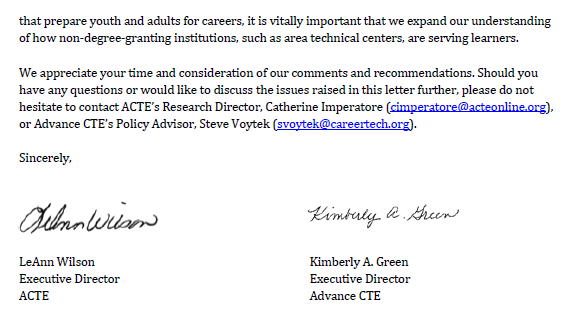 that prepare youth and adults for careers, it is vitally important that we expand our understanding
of how non-degree-granting institutions, such as area technical centers, are serving learners.
We appreciate your time and consideration of our comments and recommendations. Should you
have any questions or would like to discuss the issues raised in this letter further, please do not
hesitate to contact ACTE's Research Director, Catherine Imperatore (cimperatore@acteonline.org),
or Advance CTE's Policy Advisor, Steve Voytek (svoytek@careertech.org).
Sincerely,
LeAnn Wilson Kimberly A. Green
LeAnn Wilson Kimberly A. Green
Executive Director Executive Director
ACTE Advance CTE